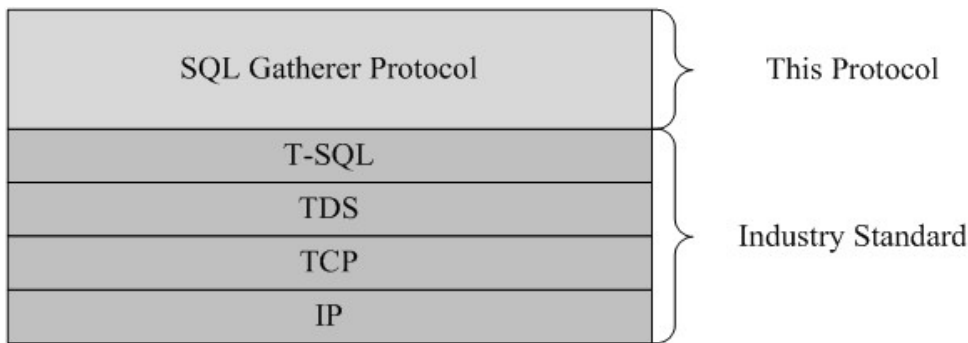 SQL Gatherer Protocol
This Protocol
T-SQL
TDS
TCP
IP
Industry Standard